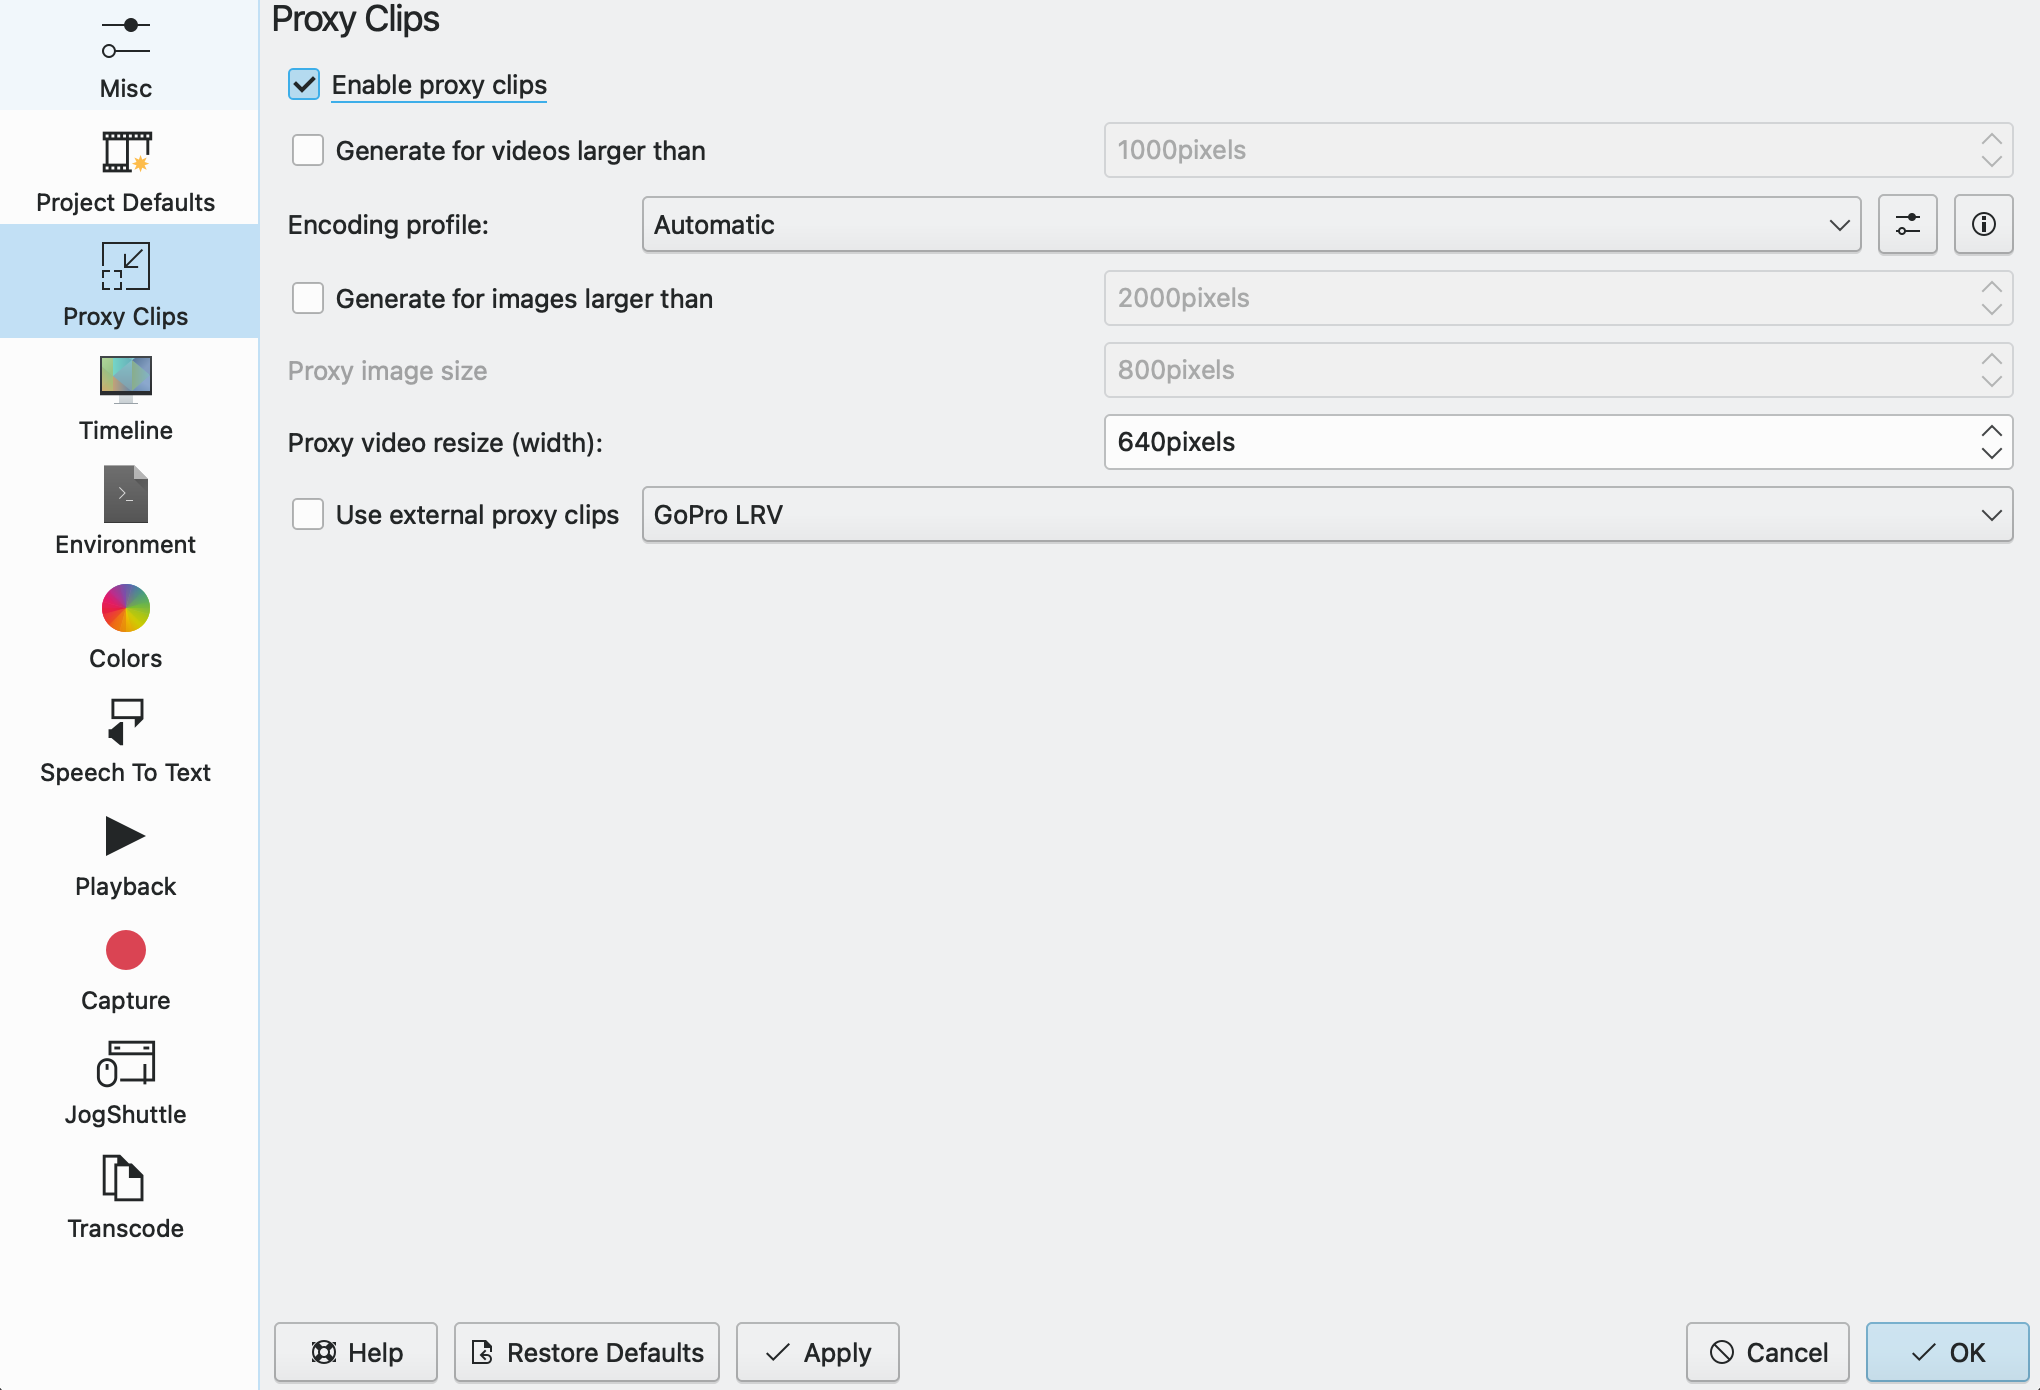 Misc
Project Defaults
Proxy Clips
Timeline
Environment
Colors
Speech To Text
Playback
Capture
JogShuttle
Transcode
Proxy Clips
Enable proxy clips
Generate for videos larger than 1000pixels
Encoding profile: Automatic
Generate for images larger than 2000pixels
Proxy image size 800pixels
Proxy video resize (width): 640pixels
Use external proxy clips GoPro LRV
Help Restore Defaults Apply Cancel OK